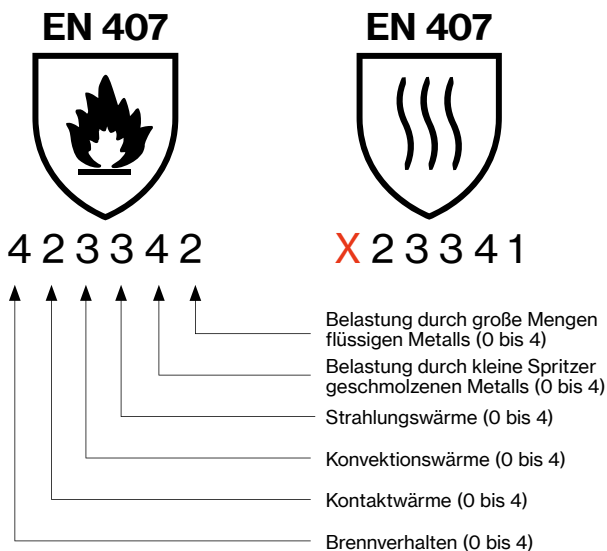 EN 407
EN 407
4 2 3 3 4 2
X 2 3 3 4 1
Belastung durch große Mengen
flüssigen Metalls (0 bis 4)
Belastung durch kleine Spritzer
geschmolzenen Metalls (0 bis 4)
Strahlungswärme (0 bis 4)
Konvektionswärme (0 bis 4)
Kontaktwärme (0 bis 4)
Brennverhalten (0 bis 4)